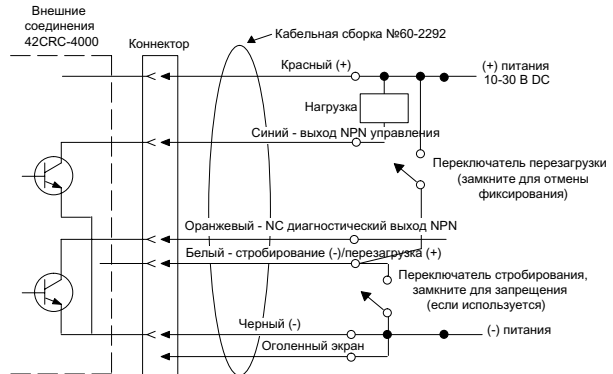 Внешние
соединения
42CRC-4000
Коннектор
Кабельная сборка №60-2292
Красный (+)
(+) питания
10-30 В DC
Нагрузка
Синий - выход NPN управления
Переключатель перезагрузки
(замкните для отмены
фиксирования)
Оранжевый - NC диагностический выход NPN
Белый - стробирование (-)/перезагрузка (+)
Переключатель стробирования,
замкните для запрещения
(если используется)
Черный (-)
(-) питания
Оголенный экран